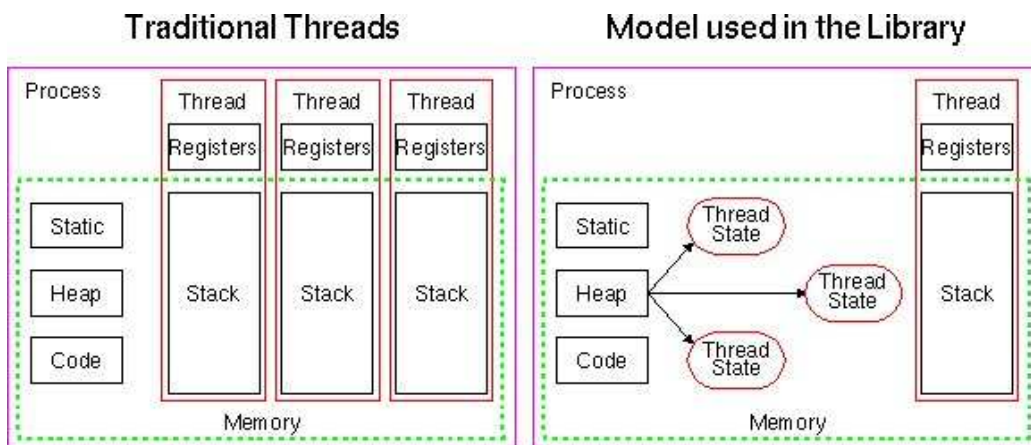 Traditional Threads
Process
Thread
Thread
Thread
Registers
Registers
Registers
Static
Heap
Code
Stack
Stack
Stack
Memory
Model used in the Library
Process
Thread
Registers
Static
Heap
Code
Thread
State
Thread
State
Thread
State
Stack
Memory